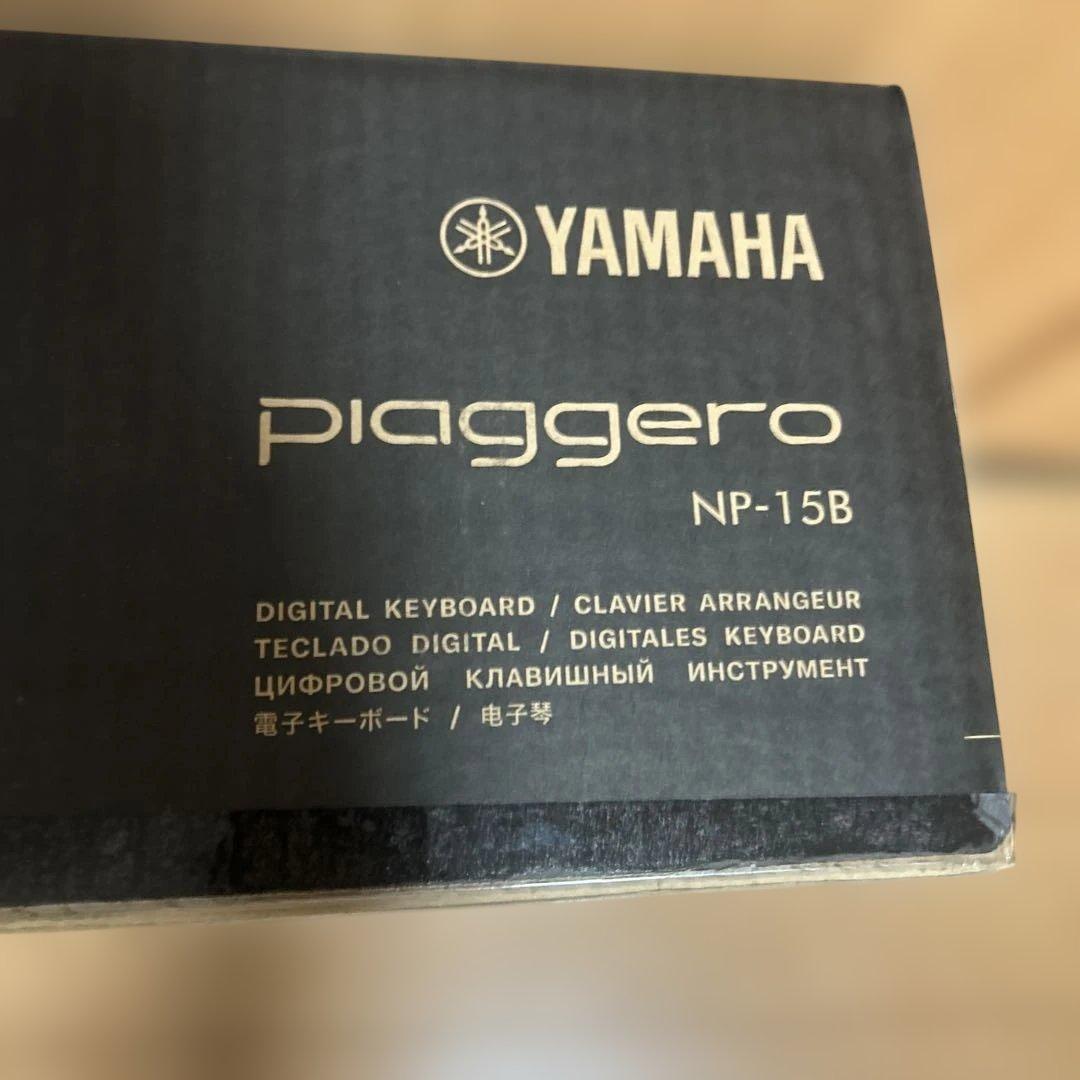 YAMAHA
piaggero
NP-15B
DIGITAL KEYBOARD / CLAVIER ARRANGEUR
TECLADO DIGITAL / DIGITALES KEYBOARD
ЦИФРОВОЙ КЛАВИШНЫЙ ИНСТРУМЕНТ
電子キーボード / 电子琴